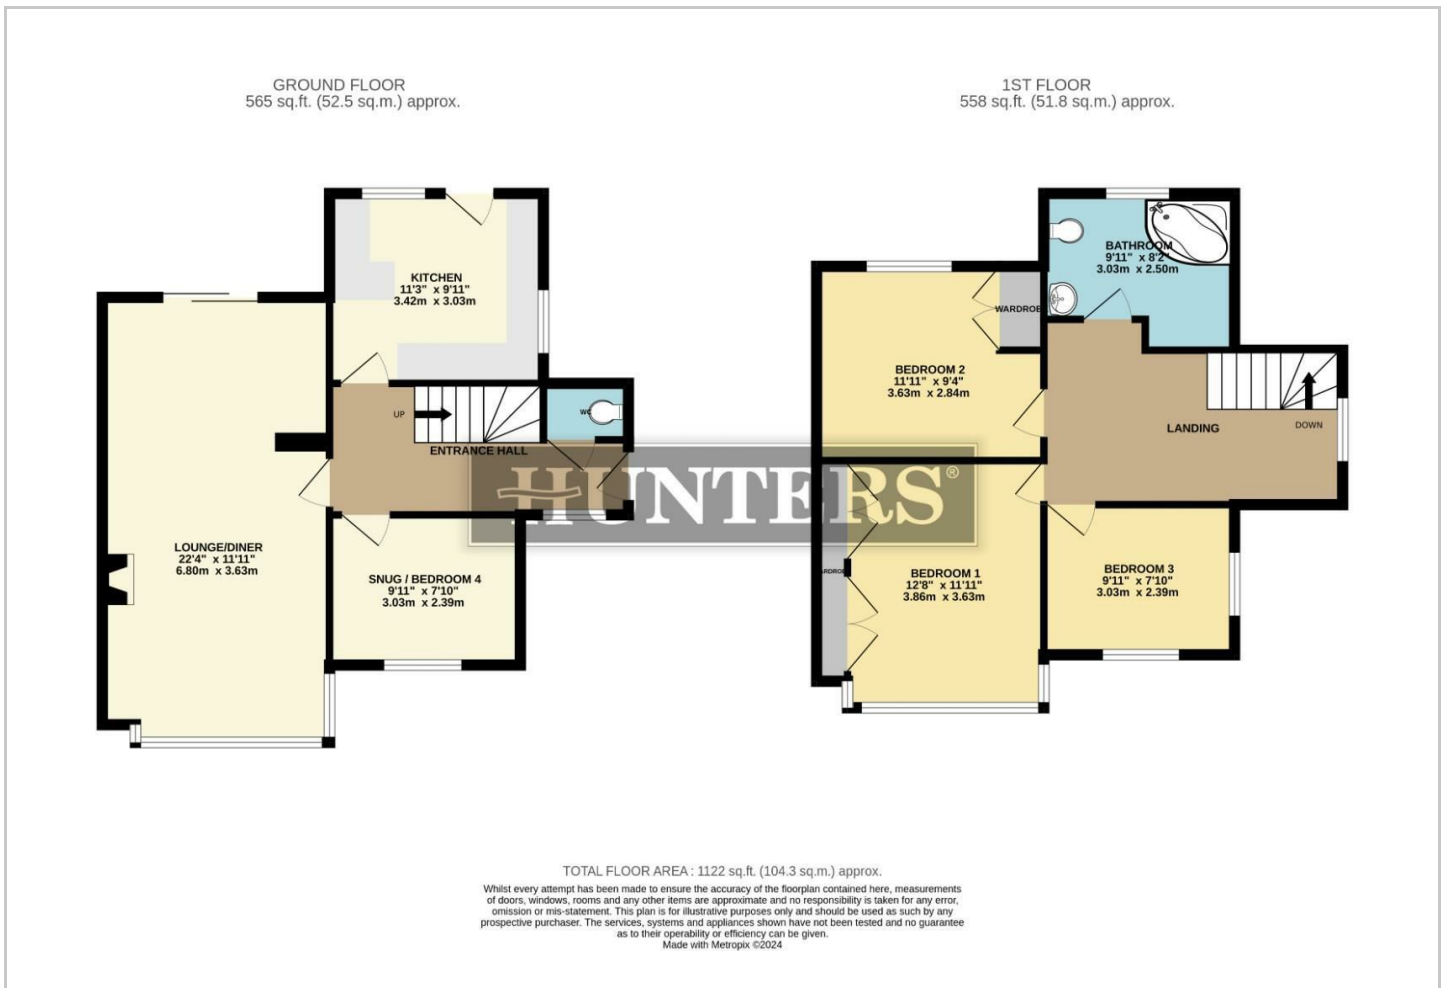 GROUND FLOOR
565 sq.ft. (52.5 sq.m.) approx.
KITCHEN
11'3" x 9'11"
3.42m x 3.03m
UP
WC
ENTRANCE HALL
LOUNGE/DINER
22'4" x 11'11"
6.80m x 3.63m
SNUG / BEDROOM 4
9'11" x 7'10"
3.03m x 2.39m
1ST FLOOR
558 sq.ft. (51.8 sq.m.) approx.
BATHROOM
9'11" x 8'2"
3.03m x 2.50m
WARDROBE
BEDROOM 2
11'11" x 9'4"
3.63m x 2.84m
LANDING
DOWN
BEDROOM 1
12'8" x 11'11"
3.86m x 3.63m
BEDROOM 3
9'11" x 7'10"
3.03m x 2.39m
HUNTERS®
TOTAL FLOOR AREA : 1122 sq.ft. (104.3 sq.m.) approx.
Whilst every attempt has been made to ensure the accuracy of the floorplan contained here, measurements
of doors, windows, rooms and any other items are approximate and no responsibility is taken for any error,
omission or mis-statement. This plan is for illustrative purposes only and should be used as such by any
prospective purchaser. The services, systems and appliances shown have not been tested and no guarantee
as to their operability or efficiency can be given.
Made with Metropix ©2024